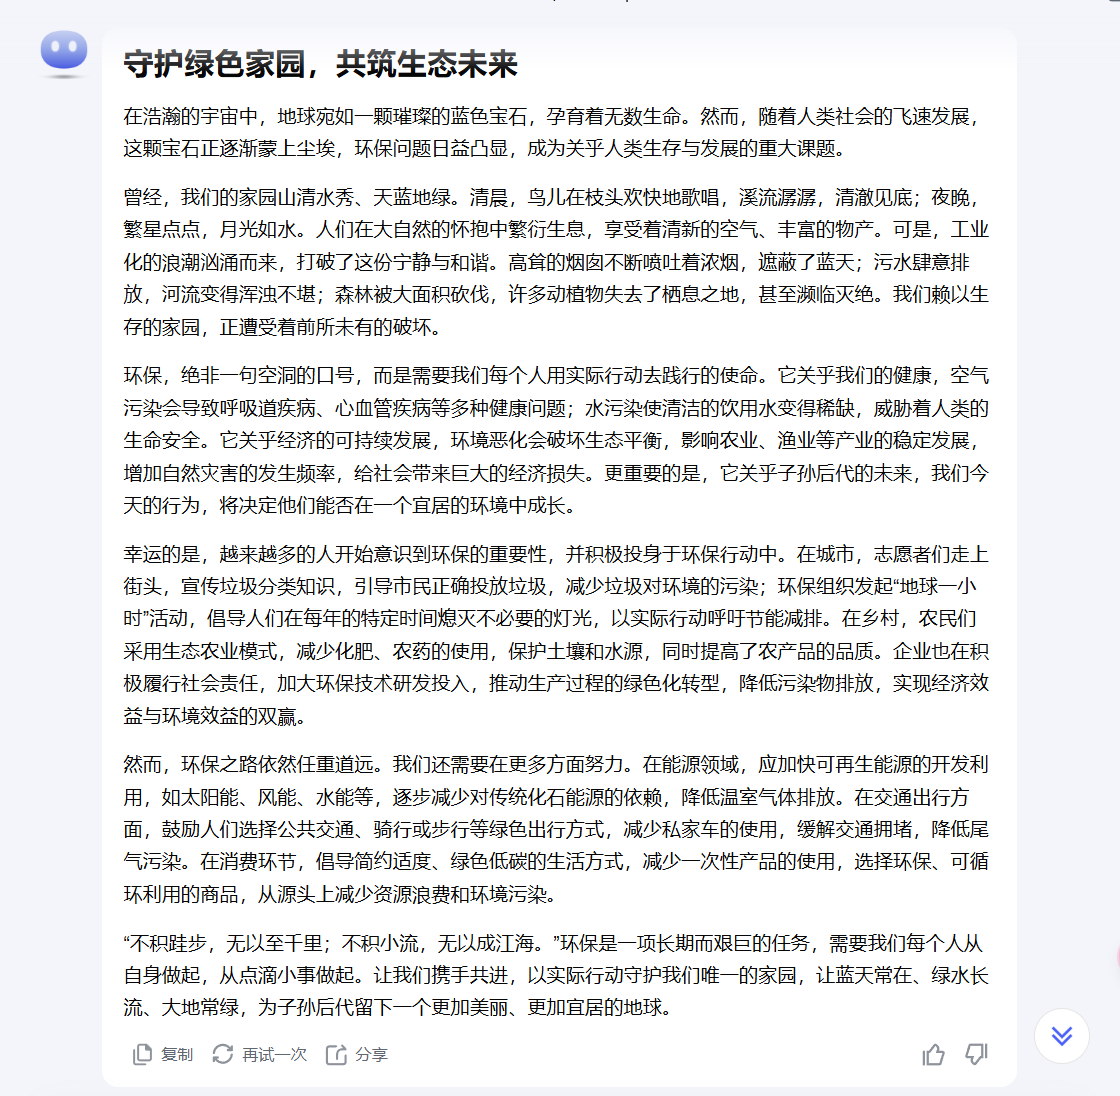 守护绿色家园，共筑生态未来
在浩瀚的宇宙中，地球宛如一颗璀璨的蓝色宝石，孕育着无数生命。然而，随着人类社会的飞速发展，
这颗宝石正逐渐蒙上尘埃，环保问题日益凸显，成为关乎人类生存与发展的重大课题。
曾经，我们的家园山清水秀、天蓝地绿。清晨，鸟儿在枝头欢快地歌唱，溪流潺潺，清澈见底；夜晚，
繁星点点，月光如水。人们在大自然的怀抱中繁衍生息，享受着清新的空气、丰富的物产。可是，工业
化的浪潮汹涌而来，打破了这份宁静与和谐。高耸的烟囱不断喷吐着浓烟，遮蔽了蓝天；污水肆意排
放，河流变得浑浊不堪；森林被大面积砍伐，许多动植物失去了栖息之地，甚至濒临灭绝。我们赖以生
存的家园，正遭受着前所未有的破坏。
环保，绝非一句空洞的口号，而是需要我们每个人用实际行动去践行的使命。它关乎我们的健康，空气
污染会导致呼吸道疾病、心血管疾病等多种健康问题；水污染使清洁的饮用水变得稀缺，威胁着人类的
生命安全。它关乎经济的可持续发展，环境恶化会破坏生态平衡，影响农业、渔业等产业的稳定发展，
增加自然灾害的发生频率，给社会带来巨大的经济损失。更重要的是，它关乎子孙后代的未来，我们今
天的行为，将决定他们能否在一个宜居的环境中成长。
幸运的是，越来越多的人开始意识到环保的重要性，并积极投身于环保行动中。在城市，志愿者们走上
街头，宣传垃圾分类知识，引导市民正确投放垃圾，减少垃圾对环境的污染；环保组织发起“地球一小
时”活动，倡导人们在每年的特定时间熄灭不必要的灯光，以实际行动呼吁节能减排。在乡村，农民们
采用生态农业模式，减少化肥、农药的使用，保护土壤和水源，同时提高了农产品的品质。企业也在积
极履行社会责任，加大环保技术研发投入，推动生产过程的绿色化转型，降低污染物排放，实现经济效
益与环境效益的双赢。
然而，环保之路依然任重道远。我们还需要在更多方面努力。在能源领域，应加快可再生能源的开发利
用，如太阳能、风能、水能等，逐步减少对传统化石能源的依赖，降低温室气体排放。在交通出行方
面，鼓励人们选择公共交通、骑行或步行等绿色出行方式，减少私家车的使用，缓解交通拥堵，降低尾
气污染。在消费环节，倡导简约适度、绿色低碳的生活方式，减少一次性产品的使用，选择环保、可循
环利用的商品，从源头上减少资源浪费和环境污染。
“不积跬步，无以至千里；不积小流，无以成江海。”环保是一项长期而艰巨的任务，需要我们每个人从
自身做起，从点滴小事做起。让我们携手共进，以实际行动守护我们唯一的家园，让蓝天常在、绿水长
流、大地常绿，为子孙后代留下一个更加美丽、更加宜居的地球。
复制 再试一次 分享